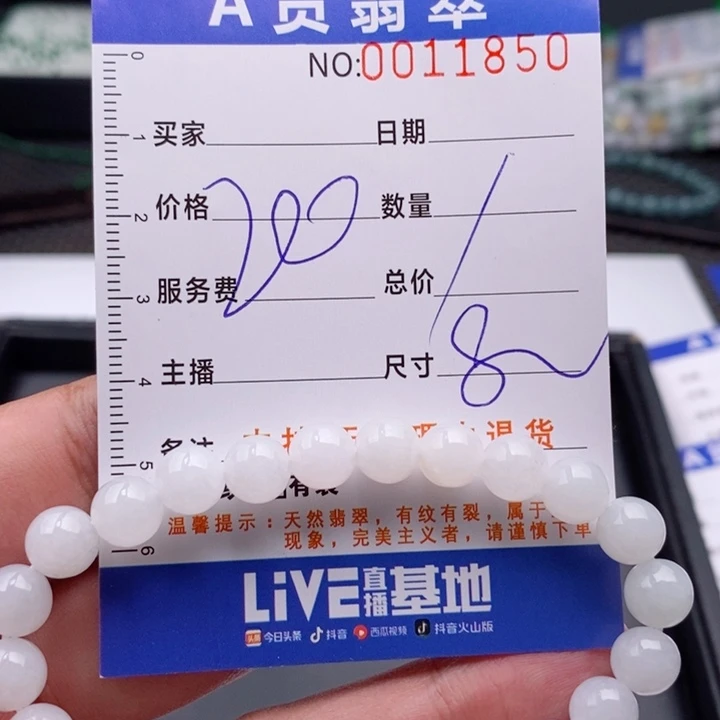 A货翡翠
NO:0011850
买家 日期
价格 数量
服务费 总价
主播 尺寸 8
温馨提示：天然翡翠，有纹有裂，属于
现象，完美主义者，请谨慎下单
LiVE直播基地
今日头条 抖音 西瓜视频 抖音火山版